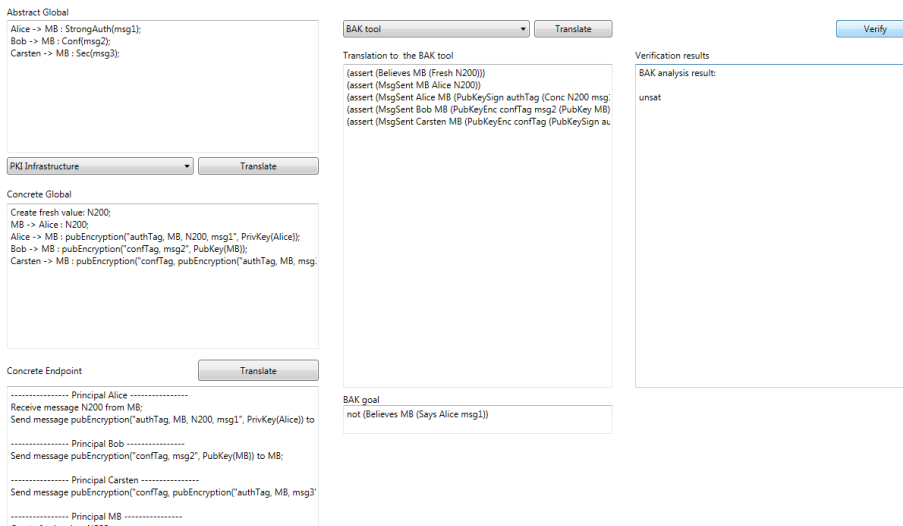 Abstract Global
Alice -> MB : StrongAuth(msg1);
Bob -> MB : Conf(msg2);
Carsten -> MB : Sec(msg3);
PKI Infrastructure
Translate
Concrete Global
Create fresh value: N200;
MB -> Alice : N200;
Alice -> MB : pubEncryption("authTag, MB, N200, msg1", PrivKey(Alice));
Bob -> MB : pubEncryption("confTag, msg2", PubKey(MB));
Carsten -> MB : pubEncryption("confTag, pubEncryption("authTag, MB, msg
Concrete Endpoint
Translate
---------------- Principal Alice ----------------
Receive message N200 from MB;
Send message pubEncryption("authTag, MB, N200, msg1", PrivKey(Alice)) to
---------------- Principal Bob ----------------
Send message pubEncryption("confTag, msg2", PubKey(MB)) to MB;
---------------- Principal Carsten ----------------
Send message pubEncryption("confTag, pubEncryption("authTag, MB, msg3"
---------------- Principal MB ----------------
BAK tool
Translate
Translation to the BAK tool
(assert (Believes MB (Fresh N200)))
(assert (MsgSent MB Alice N200))
(assert (MsgSent Alice MB (PubKeySign authTag (Conc N200 msg
(assert (MsgSent Bob MB (PubKeyEnc confTag msg2 (PubKey MB)
(assert (MsgSent Carsten MB (PubKeyEnc confTag (PubKeySign au
BAK goal
not (Believes MB (Says Alice msg1))
Verify
Verification results
BAK analysis result:
unsat